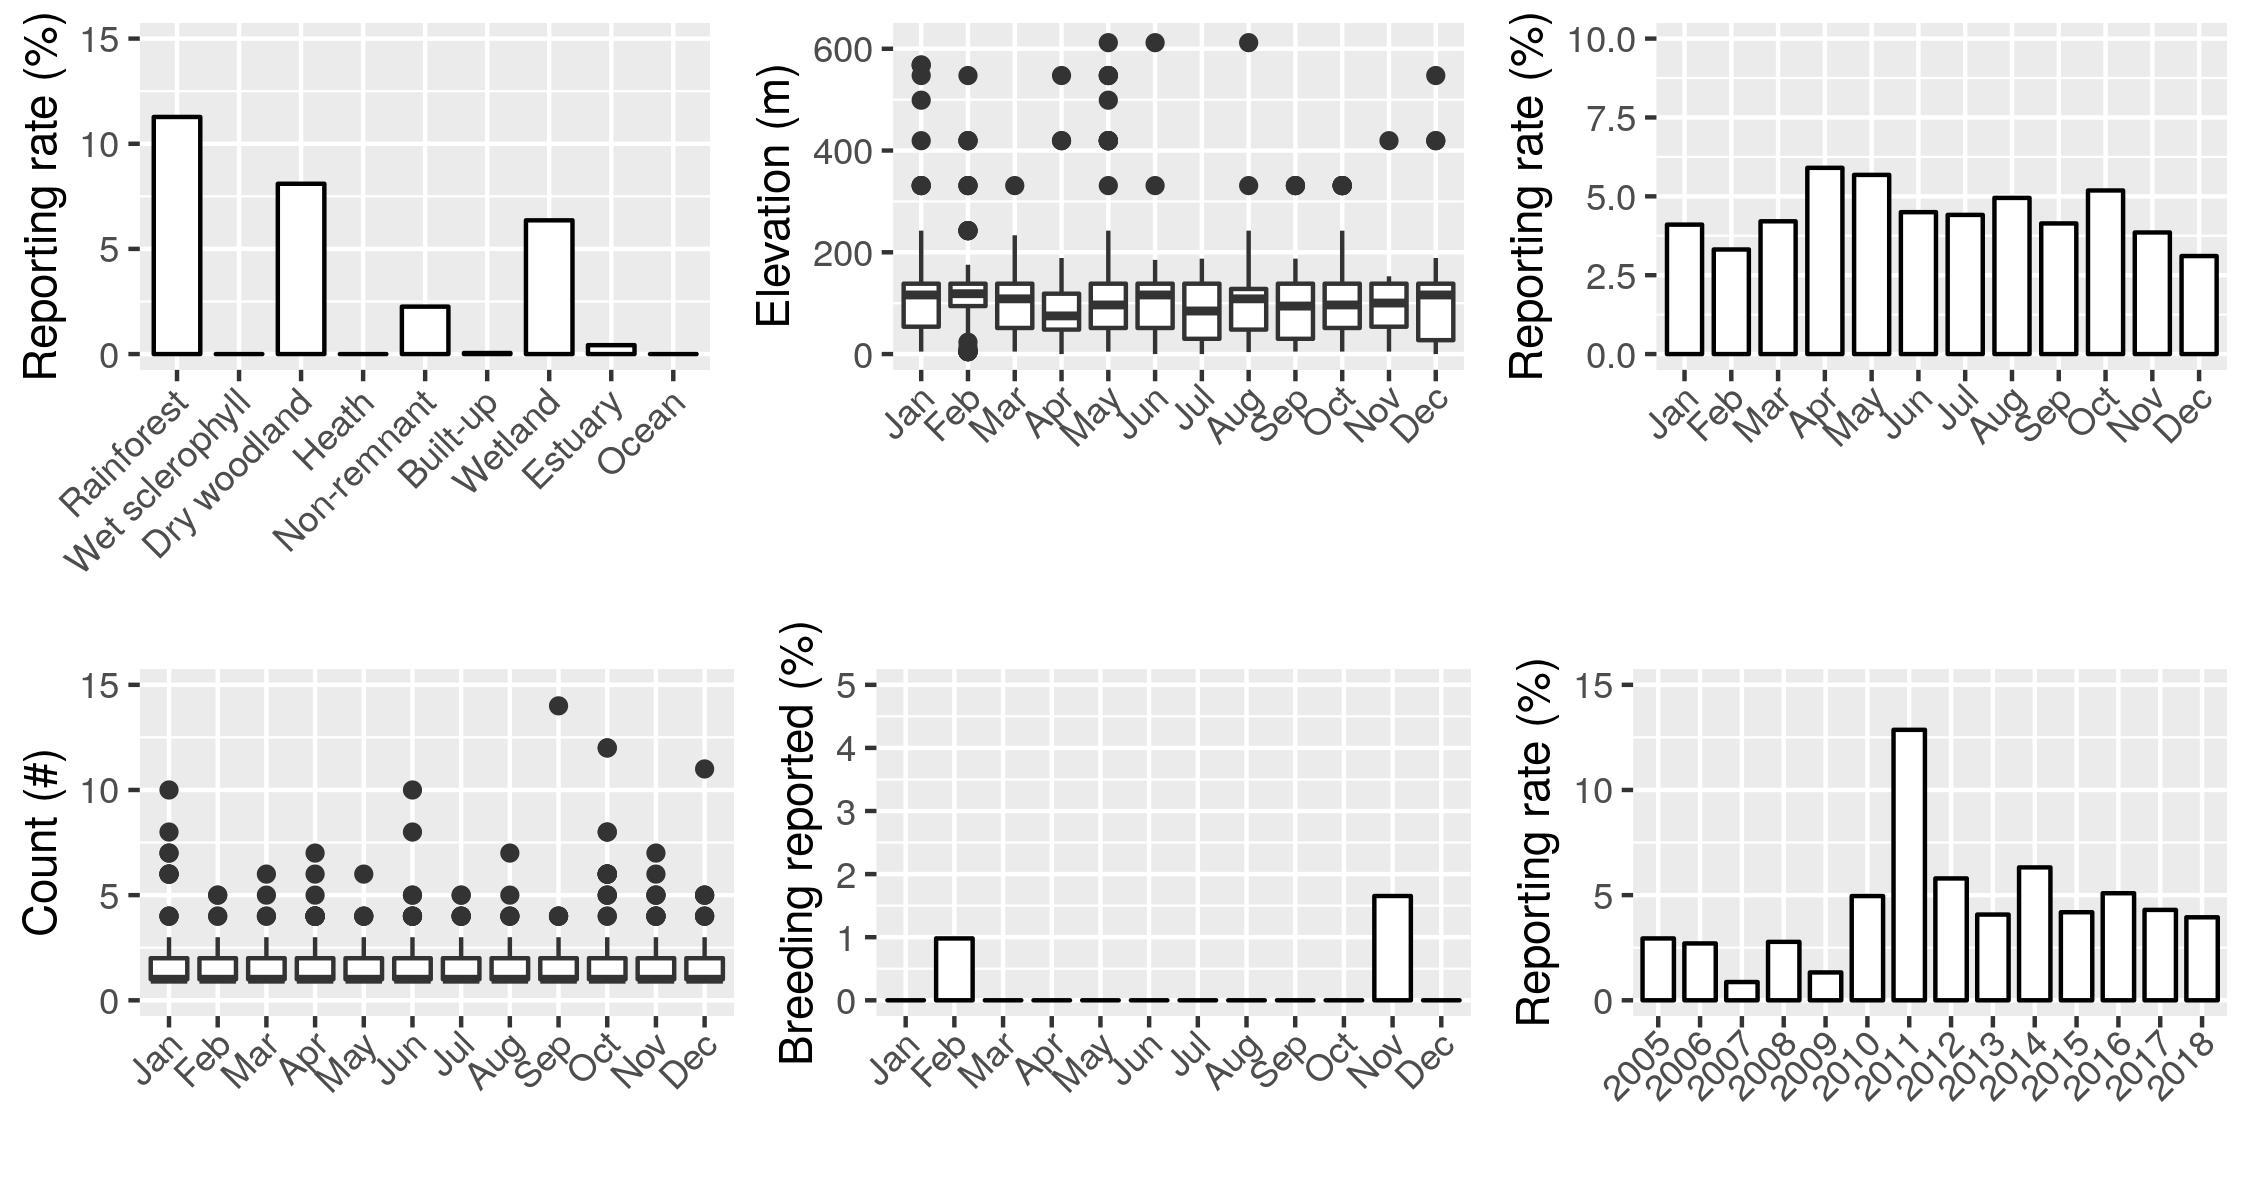 Reporting rate (%)
15
10
5
0
Rainforest
Wet sclerophyll
Dry woodland
Heath
Non-remnant
Built-up
Wetland
Estuary
Ocean
Elevation (m)
600
400
200
0
Jan
Feb
Mar
Apr
May
Jun
Jul
Aug
Sep
Oct
Nov
Dec
Reporting rate (%)
10.0
7.5
5.0
2.5
0.0
Jan
Feb
Mar
Apr
May
Jun
Jul
Aug
Sep
Oct
Nov
Dec
Count (#)
15
10
5
0
Jan
Feb
Mar
Apr
May
Jun
Jul
Aug
Sep
Oct
Nov
Dec
Breeding reported (%)
5
4
3
2
1
0
Jan
Feb
Mar
Apr
May
Jun
Jul
Aug
Sep
Oct
Nov
Dec
Reporting rate (%)
15
10
5
0
2005
2006
2007
2008
2009
2010
2011
2012
2013
2014
2015
2016
2017
2018